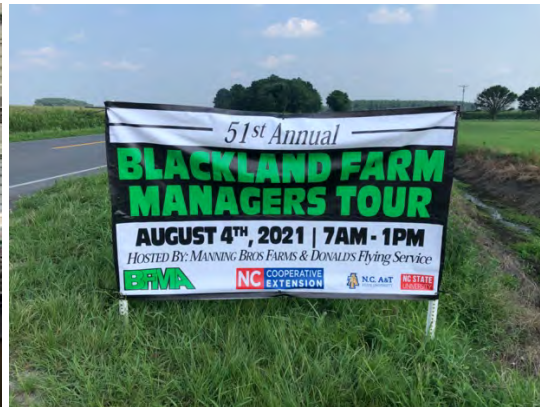 51st Annual
BLACKLAND FARM
MANAGERS TOUR
AUGUST 4TH, 2021 | 7AM - 1PM
HOSTED BY: MANNING BROS FARMS & DONALDS Flying Service
BFMA
NC COOPERATIVE EXTENSION
N.C. A&T
NC STATE UNIVERSITY